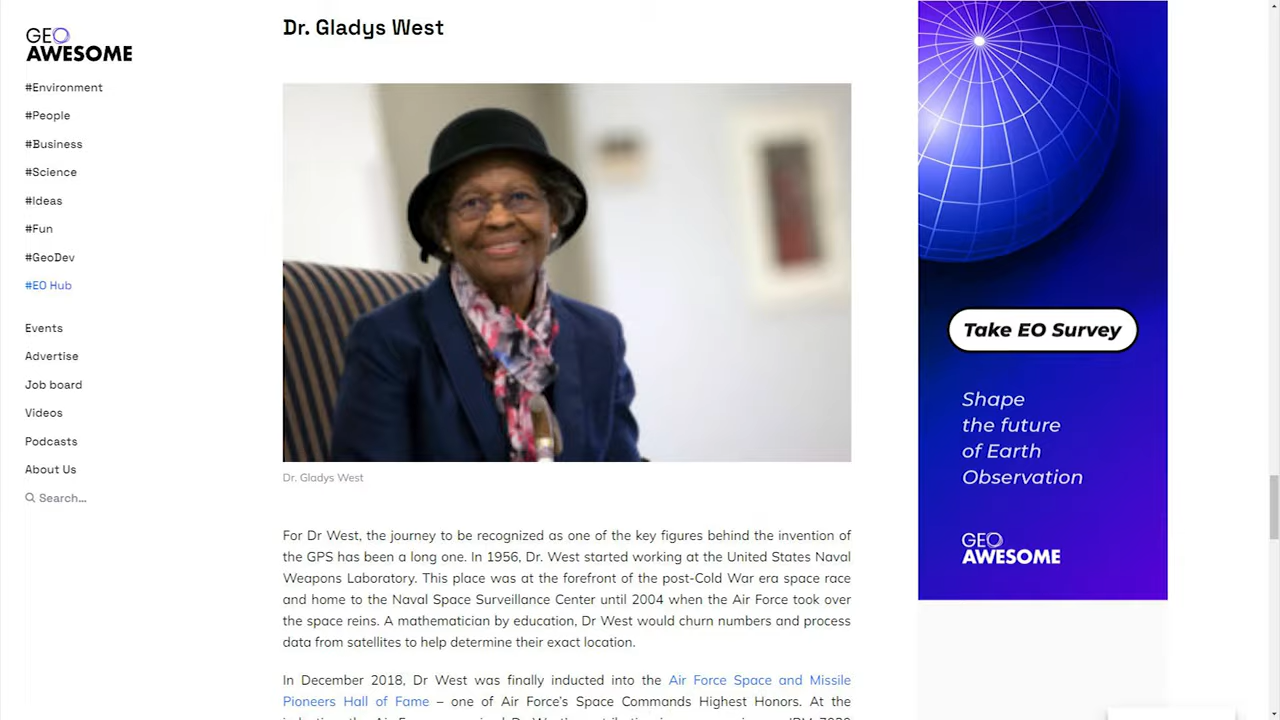 GEO
AWESOME
#Environment
#People
#Business
#Science
#Ideas
#Fun
#GeoDev
#EO Hub
Events
Advertise
Job board
Videos
Podcasts
About Us
Search...
Dr. Gladys West
Dr. Gladys West
For Dr West, the journey to be recognized as one of the key figures behind the invention of
the GPS has been a long one. In 1956, Dr. West started working at the United States Naval
Weapons Laboratory. This place was at the forefront of the post-Cold War era space race
and home to the Naval Space Surveillance Center until 2004 when the Air Force took over
the space reins. A mathematician by education, Dr West would churn numbers and process
data from satellites to help determine their exact location.
In December 2018, Dr West was finally inducted into the Air Force Space and Missile
Pioneers Hall of Fame – one of Air Force's Space Commands Highest Honors. At the
Take EO Survey
Shape
the future
of Earth
Observation
GEO
AWESOME